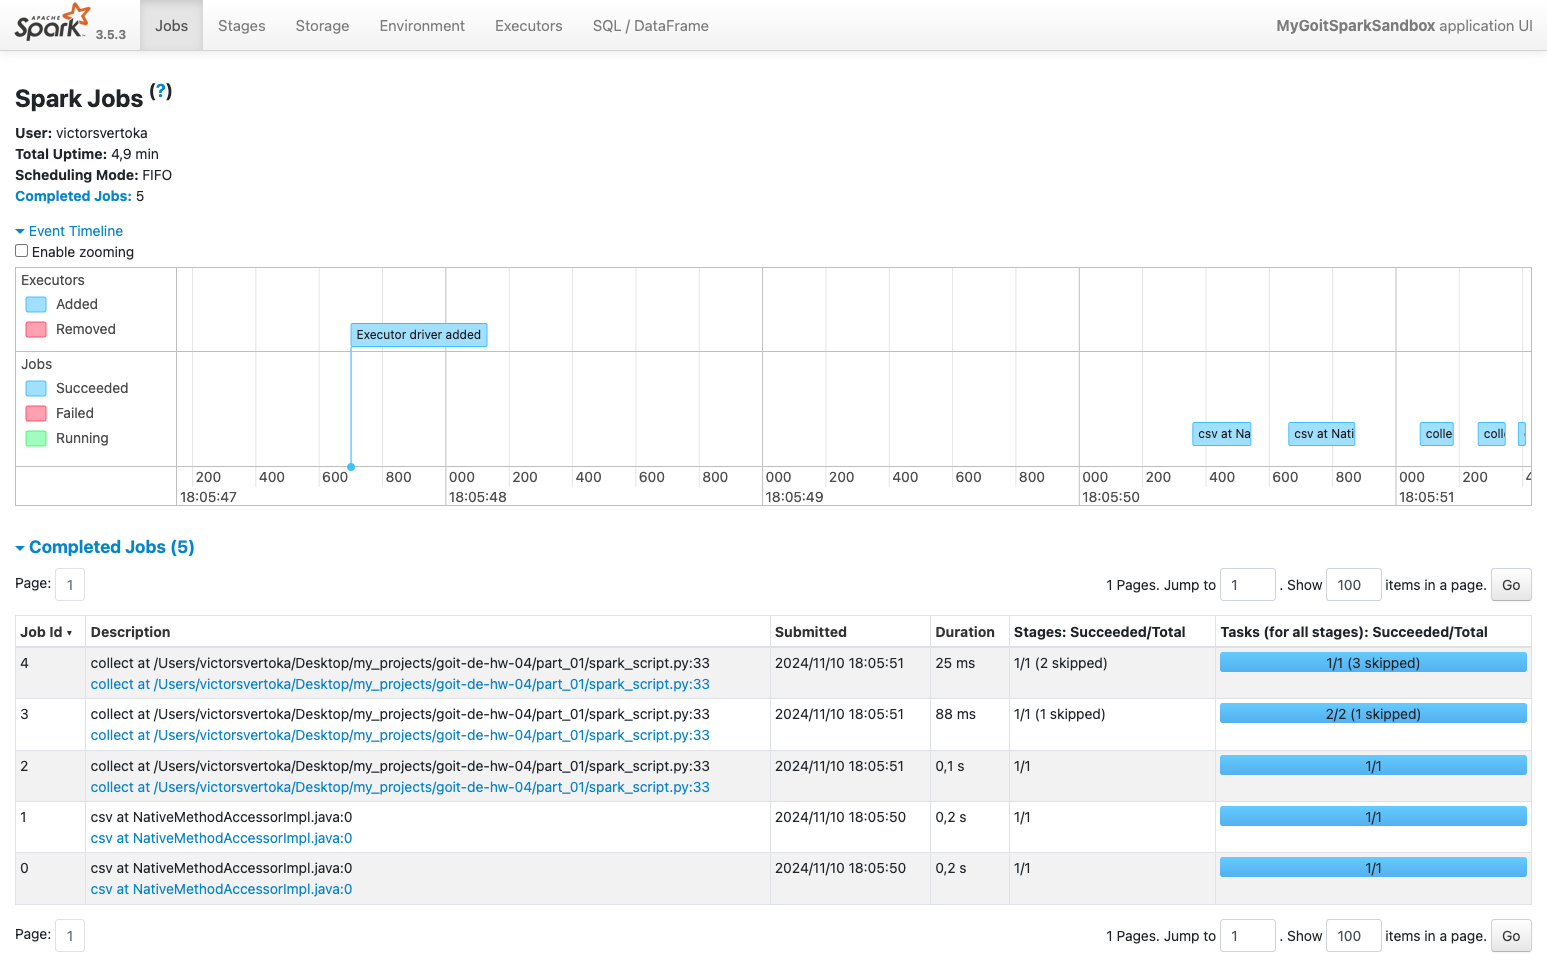 APACHE Spark 3.5.3 Jobs Stages Storage Environment Executors SQL / DataFrame MyGoitSparkSandbox application UI
Spark Jobs (?)
User: victorsvertoka
Total Uptime: 4,9 min
Scheduling Mode: FIFO
Completed Jobs: 5
Event Timeline
Enable zooming
Executors
Added
Removed
Executor driver added
Jobs
Succeeded
Failed
Running
csv at Na csv at Nati colle coll
200 400 600 800 000 200 400 600 800 000 200 400 600 800 000 200 400 600 800 000 200 4
18:05:47 18:05:48 18:05:49 18:05:50 18:05:51
Completed Jobs (5)
Page: 1 1 Pages. Jump to 1 . Show 100 items in a page. Go
Job Id ▾ Description Submitted Duration Stages: Succeeded/Total Tasks (for all stages): Succeeded/Total
4 collect at /Users/victorsvertoka/Desktop/my_projects/goit-de-hw-04/part_01/spark_script.py:33 2024/11/10 18:05:51 25 ms 1/1 (2 skipped) 1/1 (3 skipped)
collect at /Users/victorsvertoka/Desktop/my_projects/goit-de-hw-04/part_01/spark_script.py:33
3 collect at /Users/victorsvertoka/Desktop/my_projects/goit-de-hw-04/part_01/spark_script.py:33 2024/11/10 18:05:51 88 ms 1/1 (1 skipped) 2/2 (1 skipped)
collect at /Users/victorsvertoka/Desktop/my_projects/goit-de-hw-04/part_01/spark_script.py:33
2 collect at /Users/victorsvertoka/Desktop/my_projects/goit-de-hw-04/part_01/spark_script.py:33 2024/11/10 18:05:51 0,1 s 1/1 1/1
collect at /Users/victorsvertoka/Desktop/my_projects/goit-de-hw-04/part_01/spark_script.py:33
1 csv at NativeMethodAccessorImpl.java:0 2024/11/10 18:05:50 0,2 s 1/1 1/1
csv at NativeMethodAccessorImpl.java:0
0 csv at NativeMethodAccessorImpl.java:0 2024/11/10 18:05:50 0,2 s 1/1 1/1
csv at NativeMethodAccessorImpl.java:0
Page: 1 1 Pages. Jump to 1 . Show 100 items in a page. Go